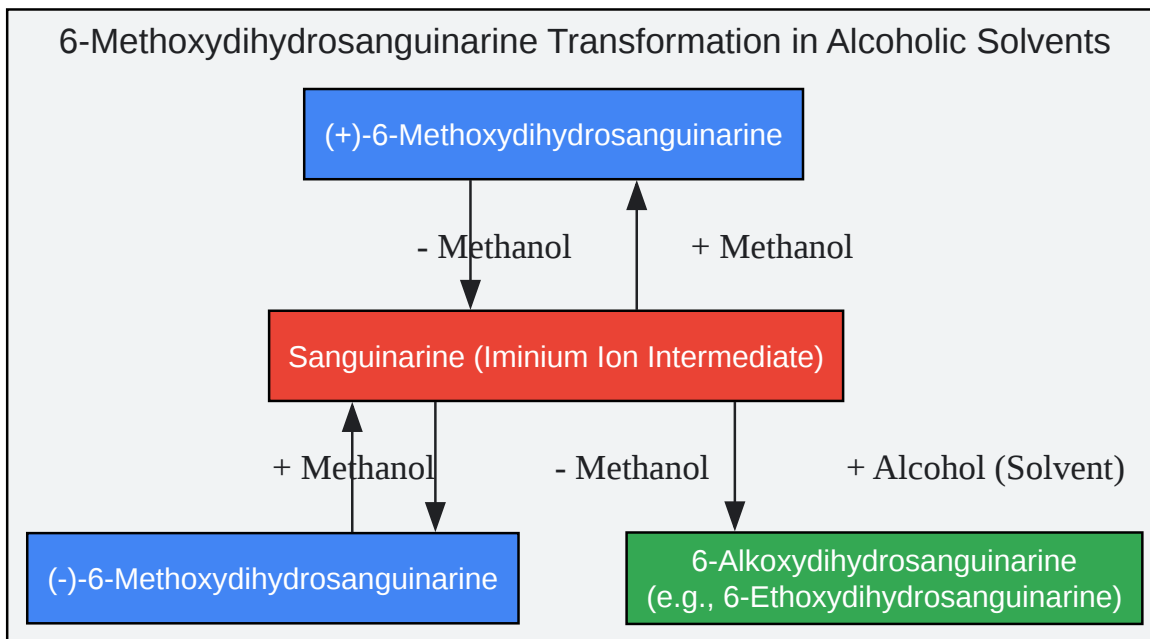 6-Methoxydihydrosanguinarine Transformation in Alcoholic Solvents
(+)-6-Methoxydihydrosanguinarine
- Methanol
+ Methanol
Sanguinarine (Iminium Ion Intermediate)
+ Methanol
- Methanol
+ Alcohol (Solvent)
(-)-6-Methoxydihydrosanguinarine
6-Alkoxydihydrosanguinarine
(e.g., 6-Ethoxydihydrosanguinarine)